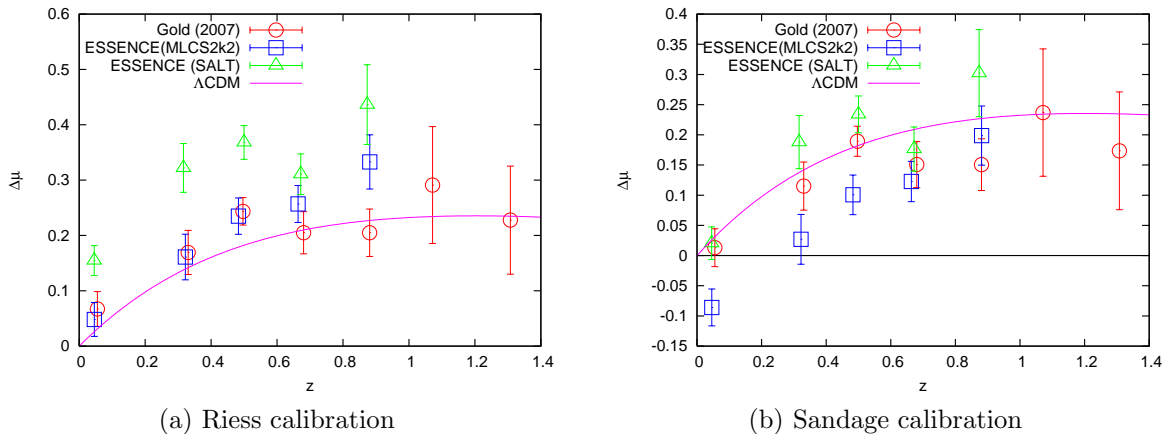 Gold (2007)
ESSENCE(MLCS2k2)
ESSENCE (SALT)
ΛCDM
0.6
0.5
0.4
0.3
0.2
0.1
0
Δμ
0 0.2 0.4 0.6 0.8 1 1.2 1.4
z
(a) Riess calibration
Gold (2007)
ESSENCE(MLCS2k2)
ESSENCE (SALT)
ΛCDM
0.4
0.35
0.3
0.25
0.2
0.15
0.1
0.05
0
-0.05
-0.1
-0.15
Δμ
0 0.2 0.4 0.6 0.8 1 1.2 1.4
z
(b) Sandage calibration